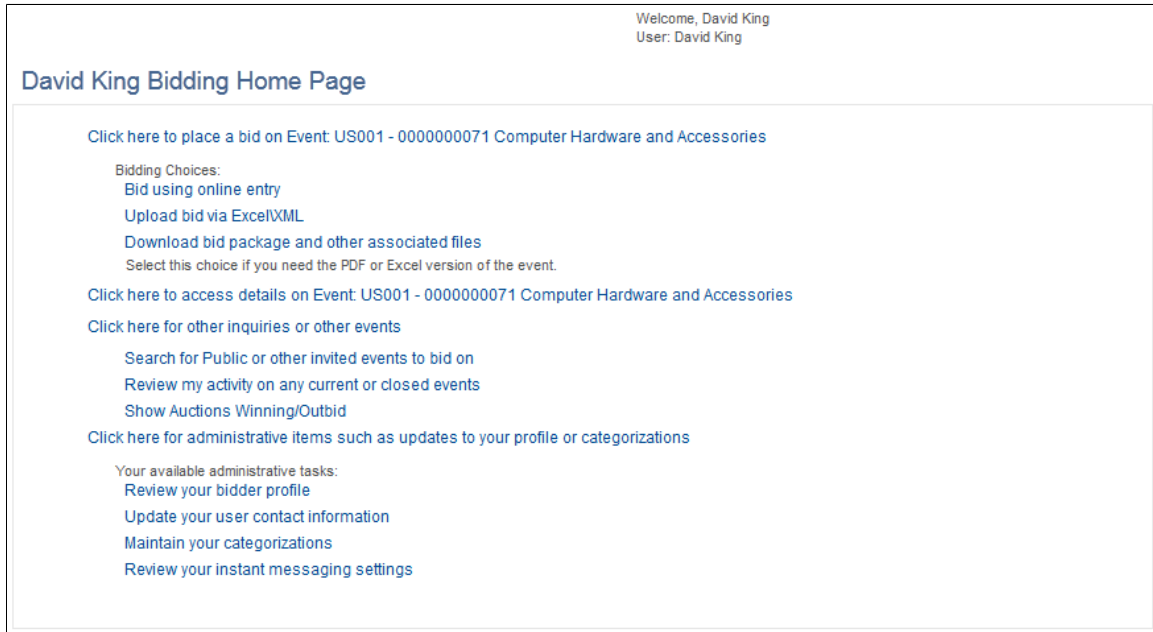 Welcome, David King
User: David King
David King Bidding Home Page
Click here to place a bid on Event: US001 - 0000000071 Computer Hardware and Accessories
Bidding Choices:
Bid using online entry
Upload bid via Excel\XML
Download bid package and other associated files
Select this choice if you need the PDF or Excel version of the event.
Click here to access details on Event: US001 - 0000000071 Computer Hardware and Accessories
Click here for other inquiries or other events
Search for Public or other invited events to bid on
Review my activity on any current or closed events
Show Auctions Winning/Outbid
Click here for administrative items such as updates to your profile or categorizations
Your available administrative tasks:
Review your bidder profile
Update your user contact information
Maintain your categorizations
Review your instant messaging settings